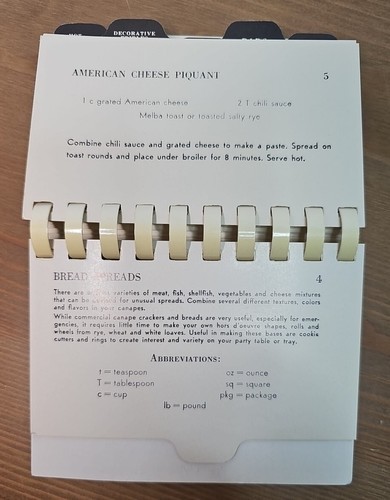 DECORATIVE
AMERICAN CHEESE PIQUANT 5
1 c grated American cheese 2 T chili sauce
Melba toast or toasted salty rye
Combine chili sauce and grated cheese to make a paste. Spread on
toast rounds and place under broiler for 8 minutes. Serve hot.
BREAD SPREADS 4
There are varieties of meat, fish, shellfish, vegetables and cheese mixtures
that can be for unusual spreads. Combine several different textures, colors
and flavors in your canapes.
While commercial canape crackers and breads are very useful, especially for emer-
gencies, it requires little time to make your own hors d'oeuvre shapes, rolls and
wheels from rye, wheat and white loaves. Useful in making these bases are cookie
cutters and rings to create interest and variety on your party table or tray.
ABBREVIATIONS:
t = teaspoon oz = ounce
T = tablespoon sq = square
c = cup pkg = package
lb = pound